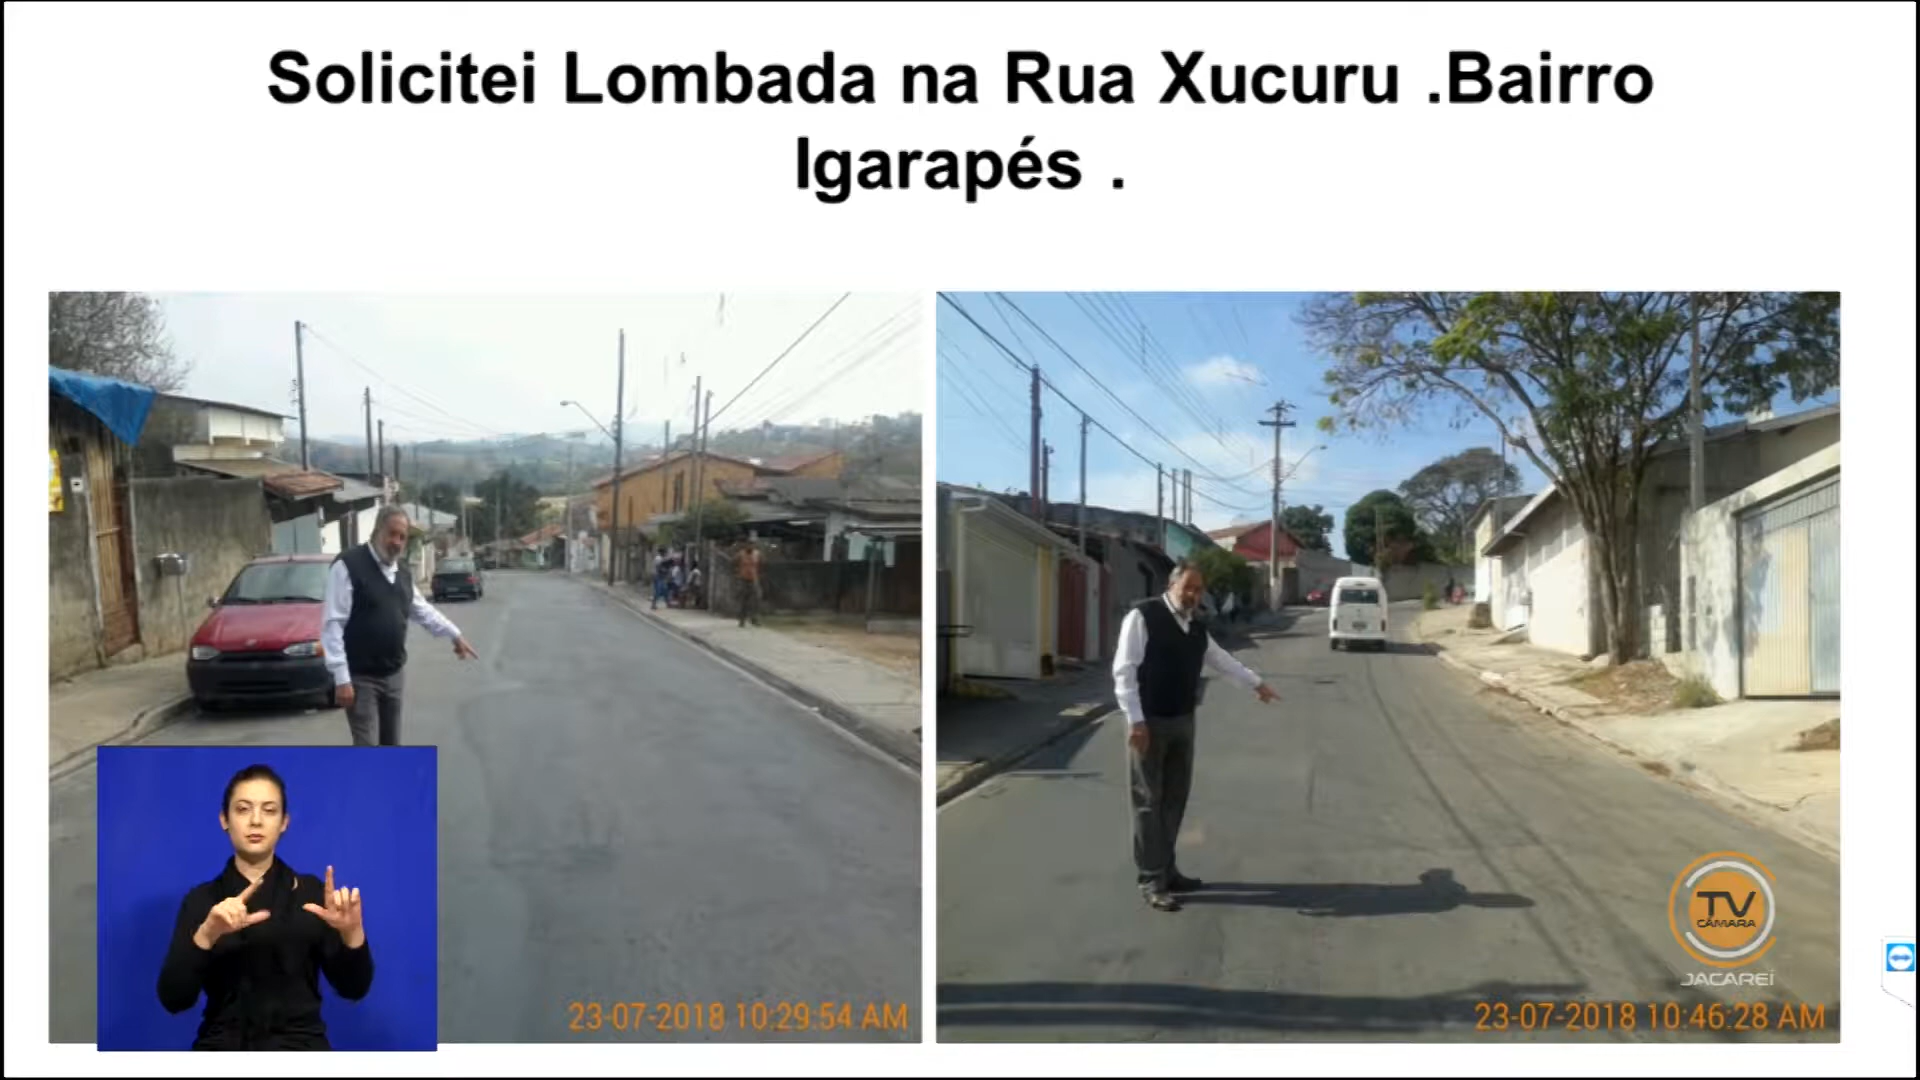 Solicitei Lombada na Rua Xucuru .Bairro
Igarapés .
23-07-2018 10:29:54 AM
23-07-2018 10:46:28 AM
TV
CÂMARA
JACAREÍ